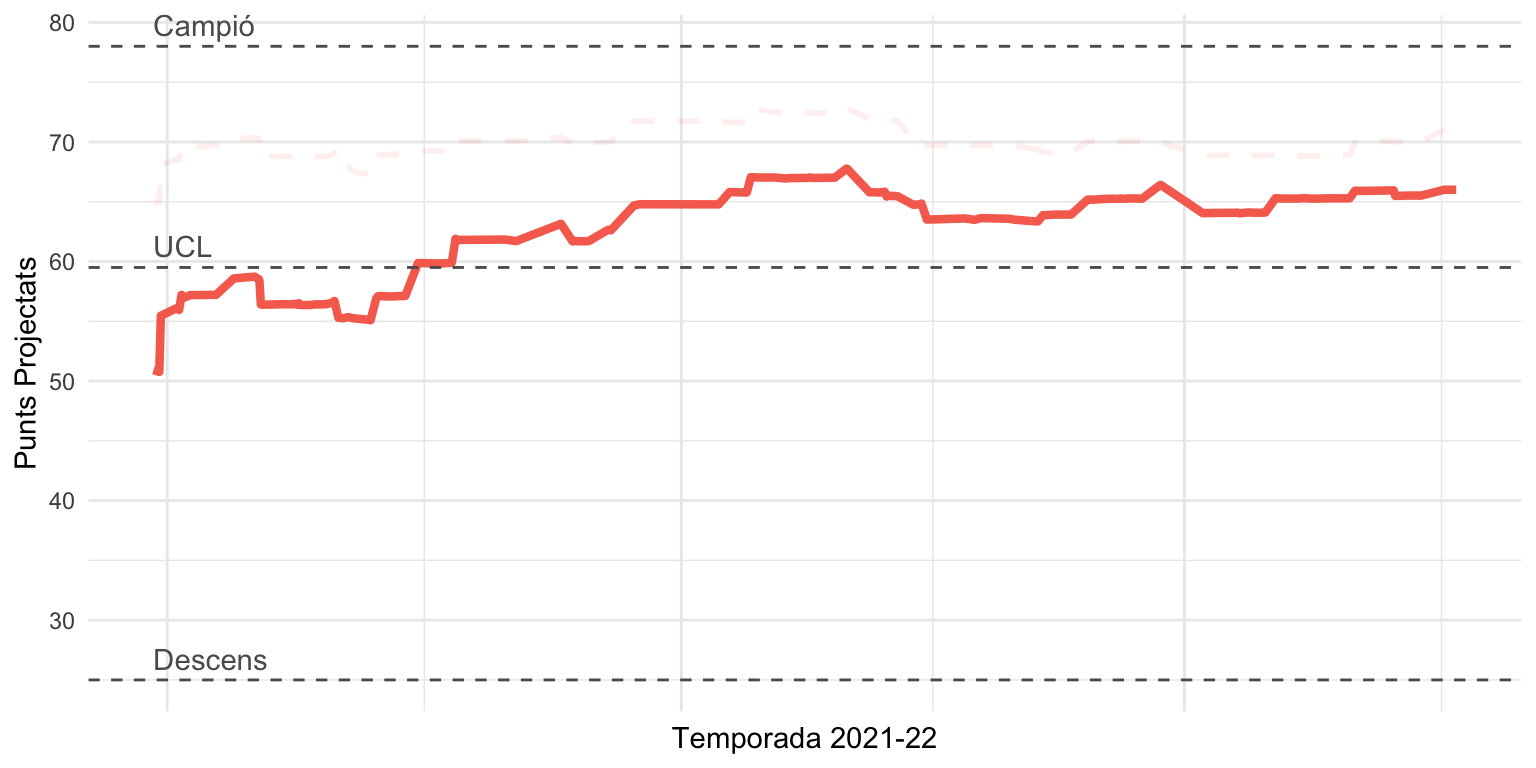 80
Campió
70
UCL
60
50
40
30
Descens
Punts Projectats
Temporada 2021-22